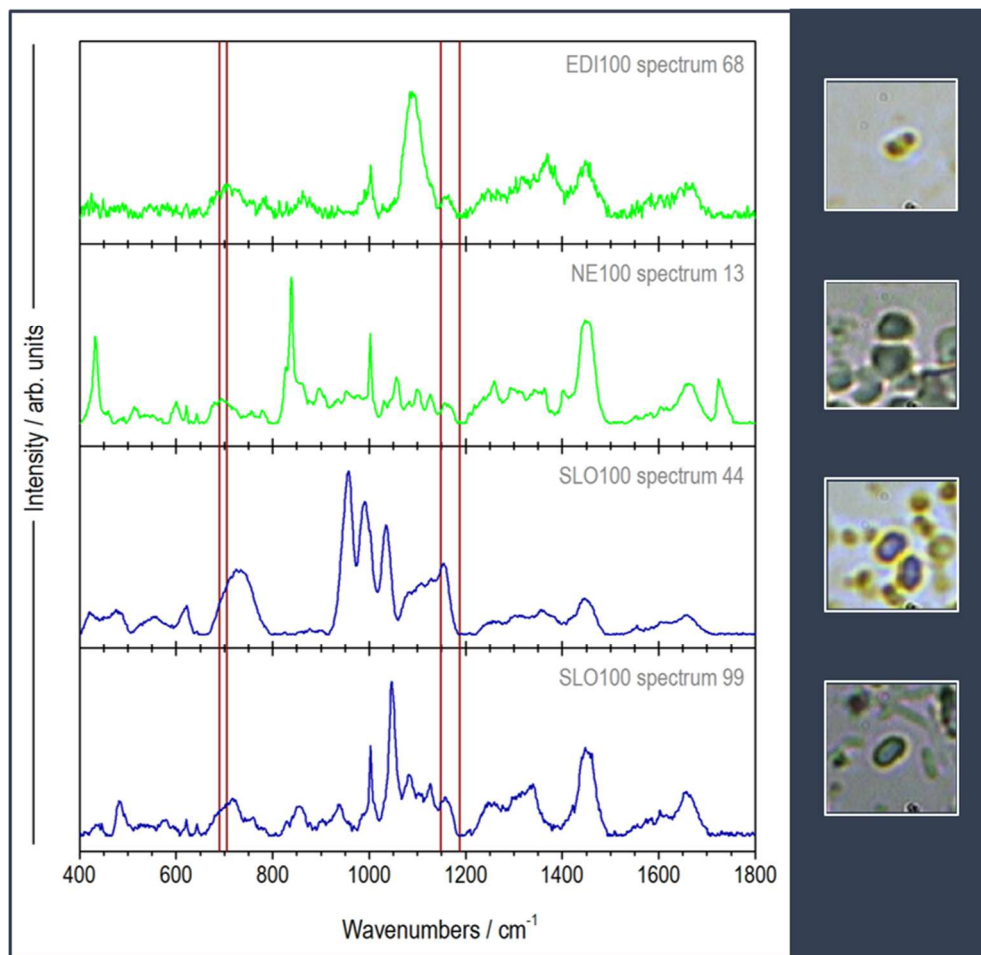 EDI100 spectrum 68
NE100 spectrum 13
SLO100 spectrum 44
SLO100 spectrum 99
Intensity / arb. units
400 600 800 1000 1200 1400 1600 1800
Wavenumbers / cm⁻¹